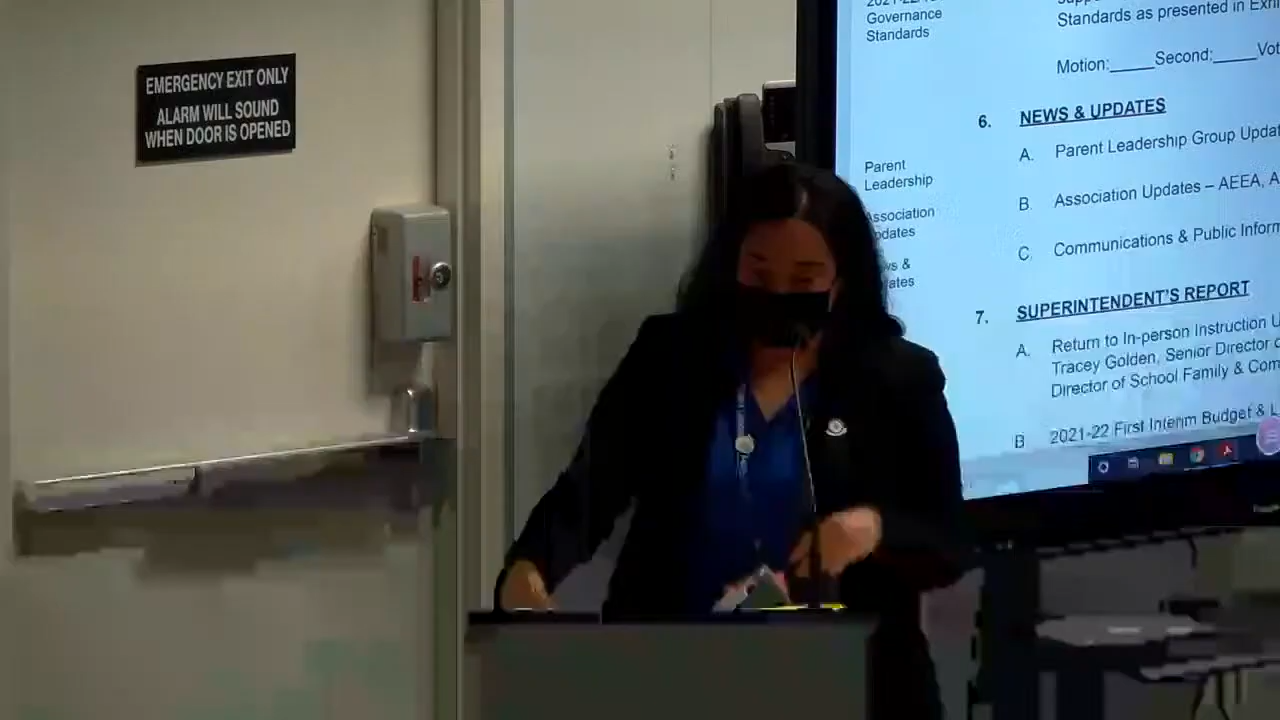 EMERGENCY EXIT ONLY
ALARM WILL SOUND
WHEN DOOR IS OPENED
Governance
Standards
Standards as presented in
Motion:_____Second:_____
6. NEWS & UPDATES
Parent
Leadership
A. Parent Leadership Group
Association
B. Association Updates – AEEA,
C. Communications & Public
&
7. SUPERINTENDENT'S REPORT
A. Return to In-person Instruction
Tracey Golden, Senior Director
Director of School Family &
B 2021-22 First Interim Budget &